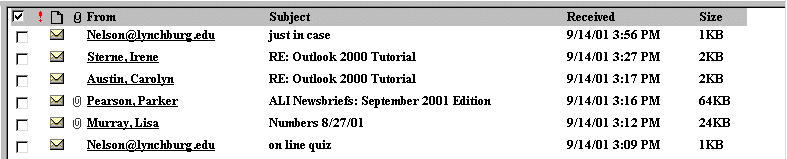 ! From Subject Received Size
Nelson@lynchburg.edu just in case 9/14/01 3:56 PM 1KB
Sterne, Irene RE: Outlook 2000 Tutorial 9/14/01 3:27 PM 2KB
Austin, Carolyn RE: Outlook 2000 Tutorial 9/14/01 3:17 PM 2KB
Pearson, Parker ALI Newsbriefs: September 2001 Edition 9/14/01 3:16 PM 64KB
Murray, Lisa Numbers 8/27/01 9/14/01 3:12 PM 24KB
Nelson@lynchburg.edu on line quiz 9/14/01 3:09 PM 1KB